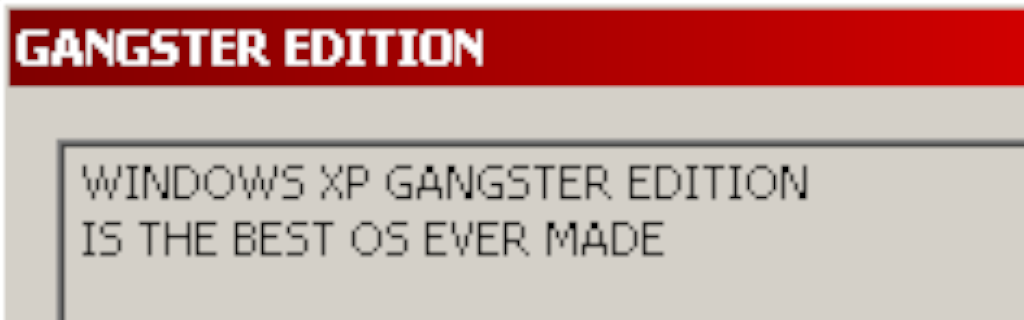 GANGSTER EDITION
WINDOWS XP GANGSTER EDITION
IS THE BEST OS EVER MADE